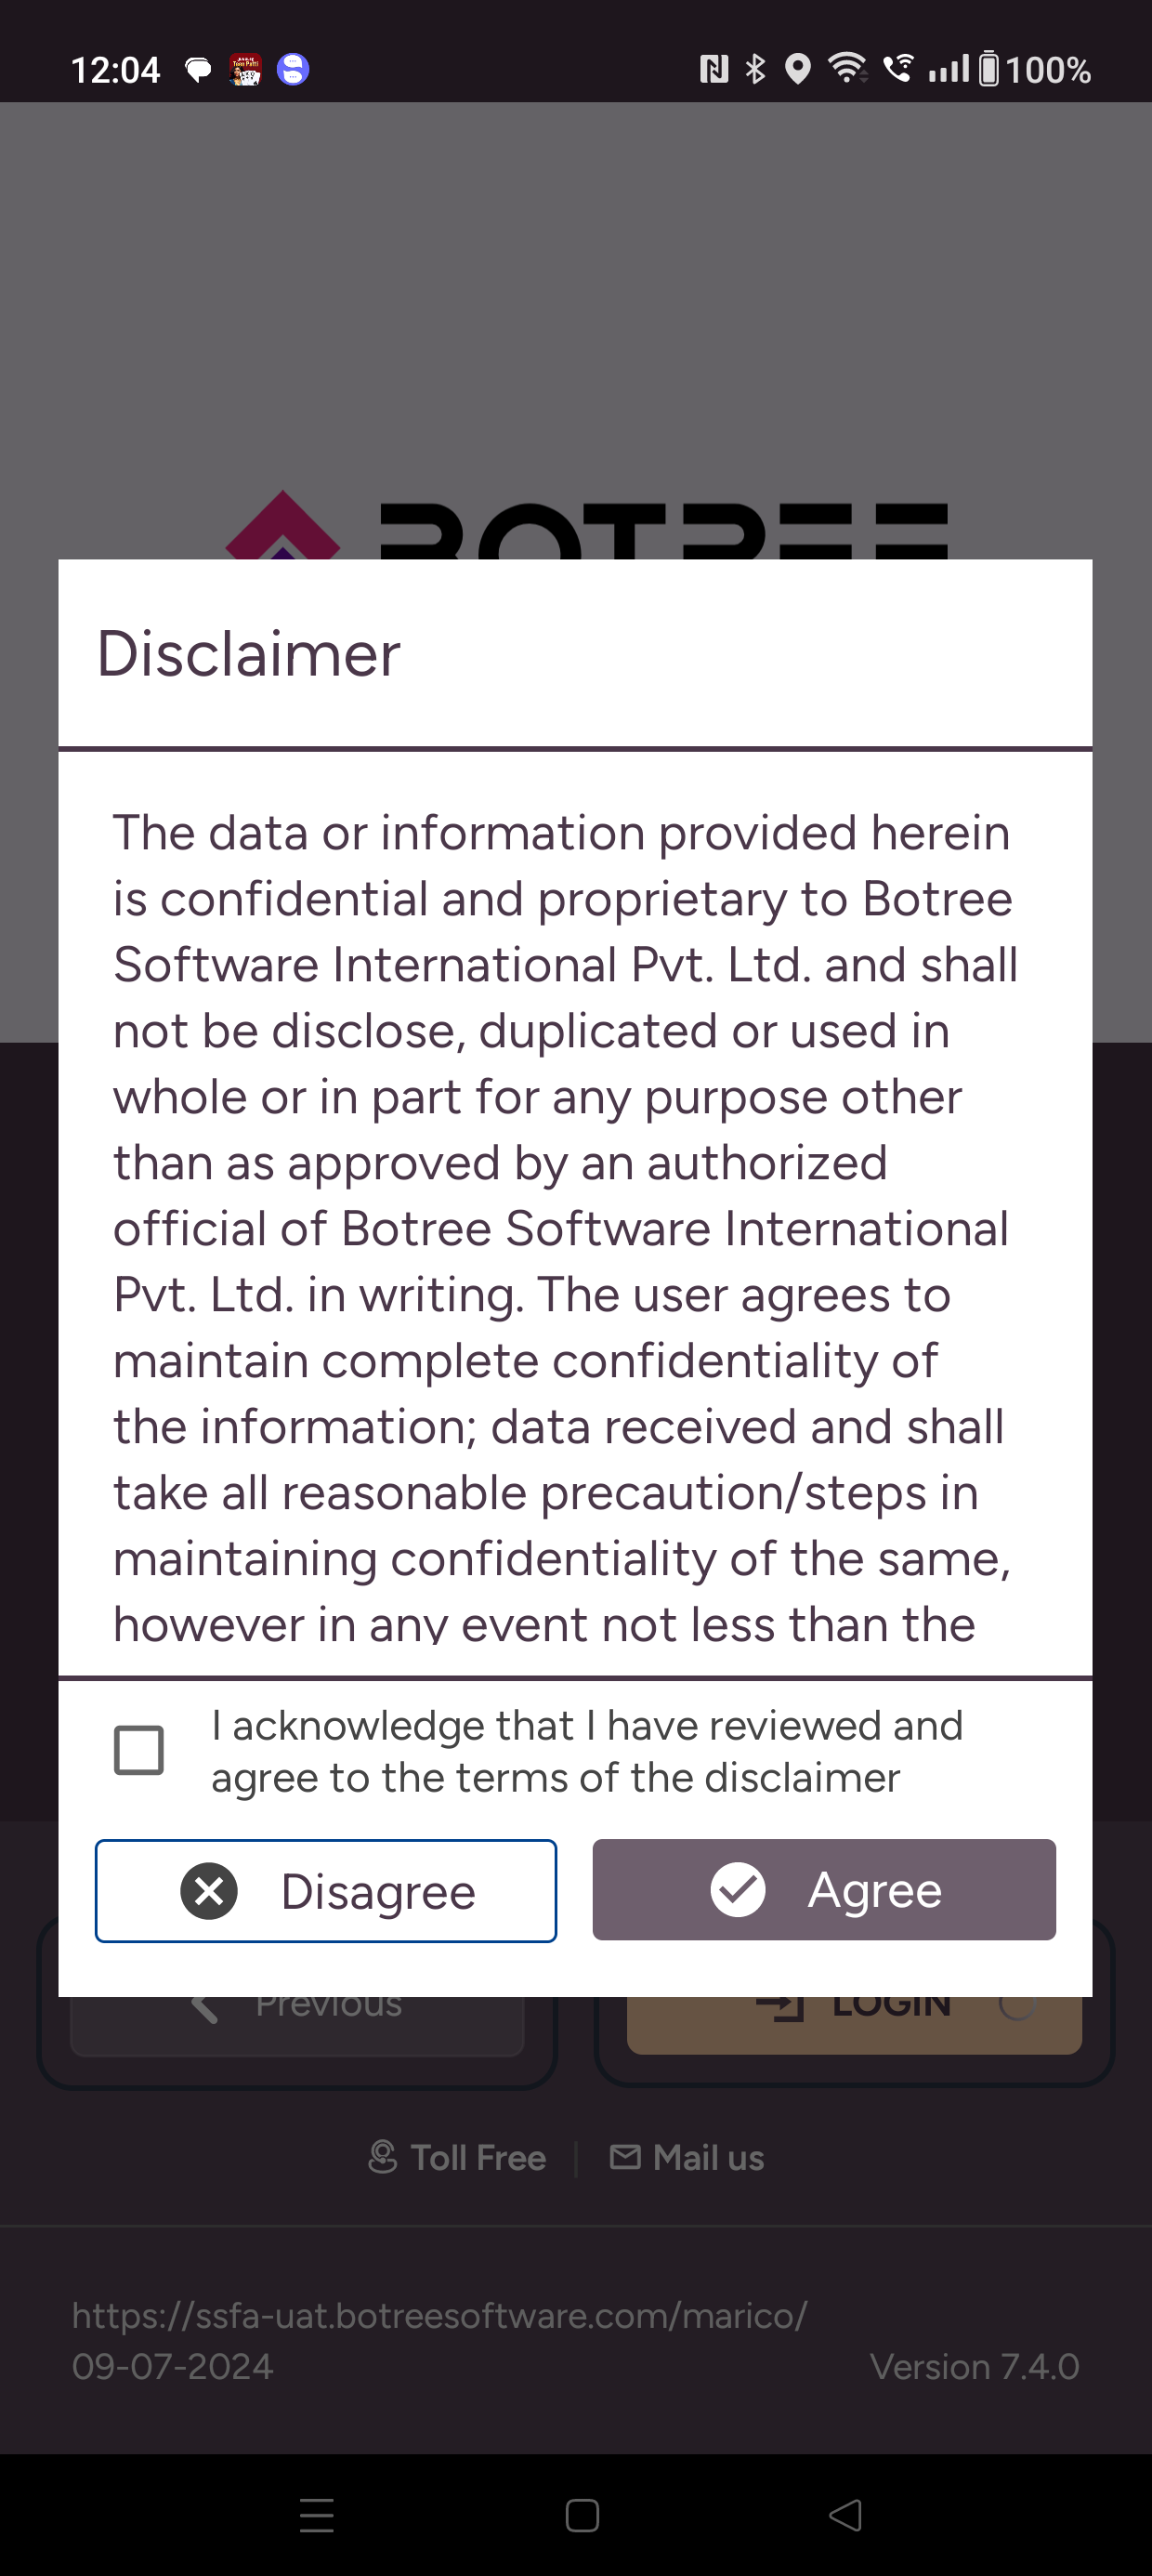 12:04
100%
BOTREE
Disclaimer
The data or information provided herein
is confidential and proprietary to Botree
Software International Pvt. Ltd. and shall
not be disclose, duplicated or used in
whole or in part for any purpose other
than as approved by an authorized
official of Botree Software International
Pvt. Ltd. in writing. The user agrees to
maintain complete confidentiality of
the information; data received and shall
take all reasonable precaution/steps in
maintaining confidentiality of the same,
however in any event not less than the
I acknowledge that I have reviewed and
agree to the terms of the disclaimer
Disagree
Agree
Previous
LOGIN
Toll Free
Mail us
https://ssfa-uat.botreesoftware.com/marico/
09-07-2024
Version 7.4.0